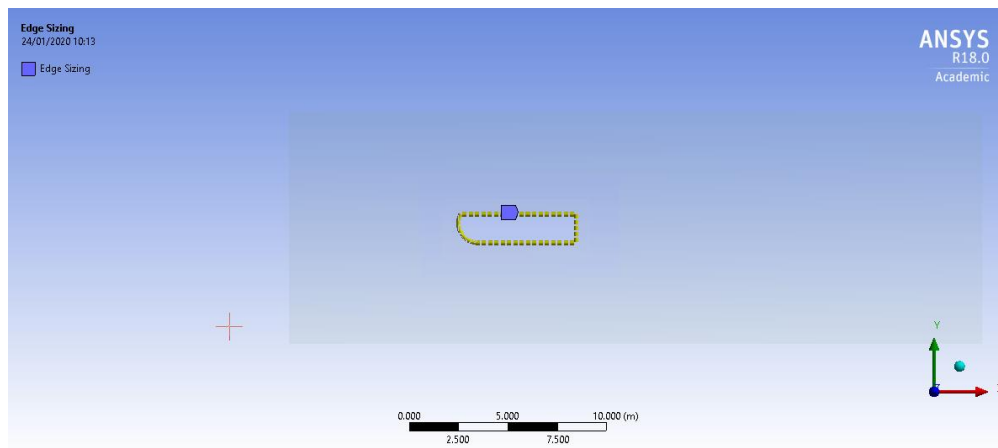 Edge Sizing
24/01/2020 10:13
Edge Sizing
ANSYS
R18.0
Academic
Y
0.000 5.000 10.000 (m)
2.500 7.500